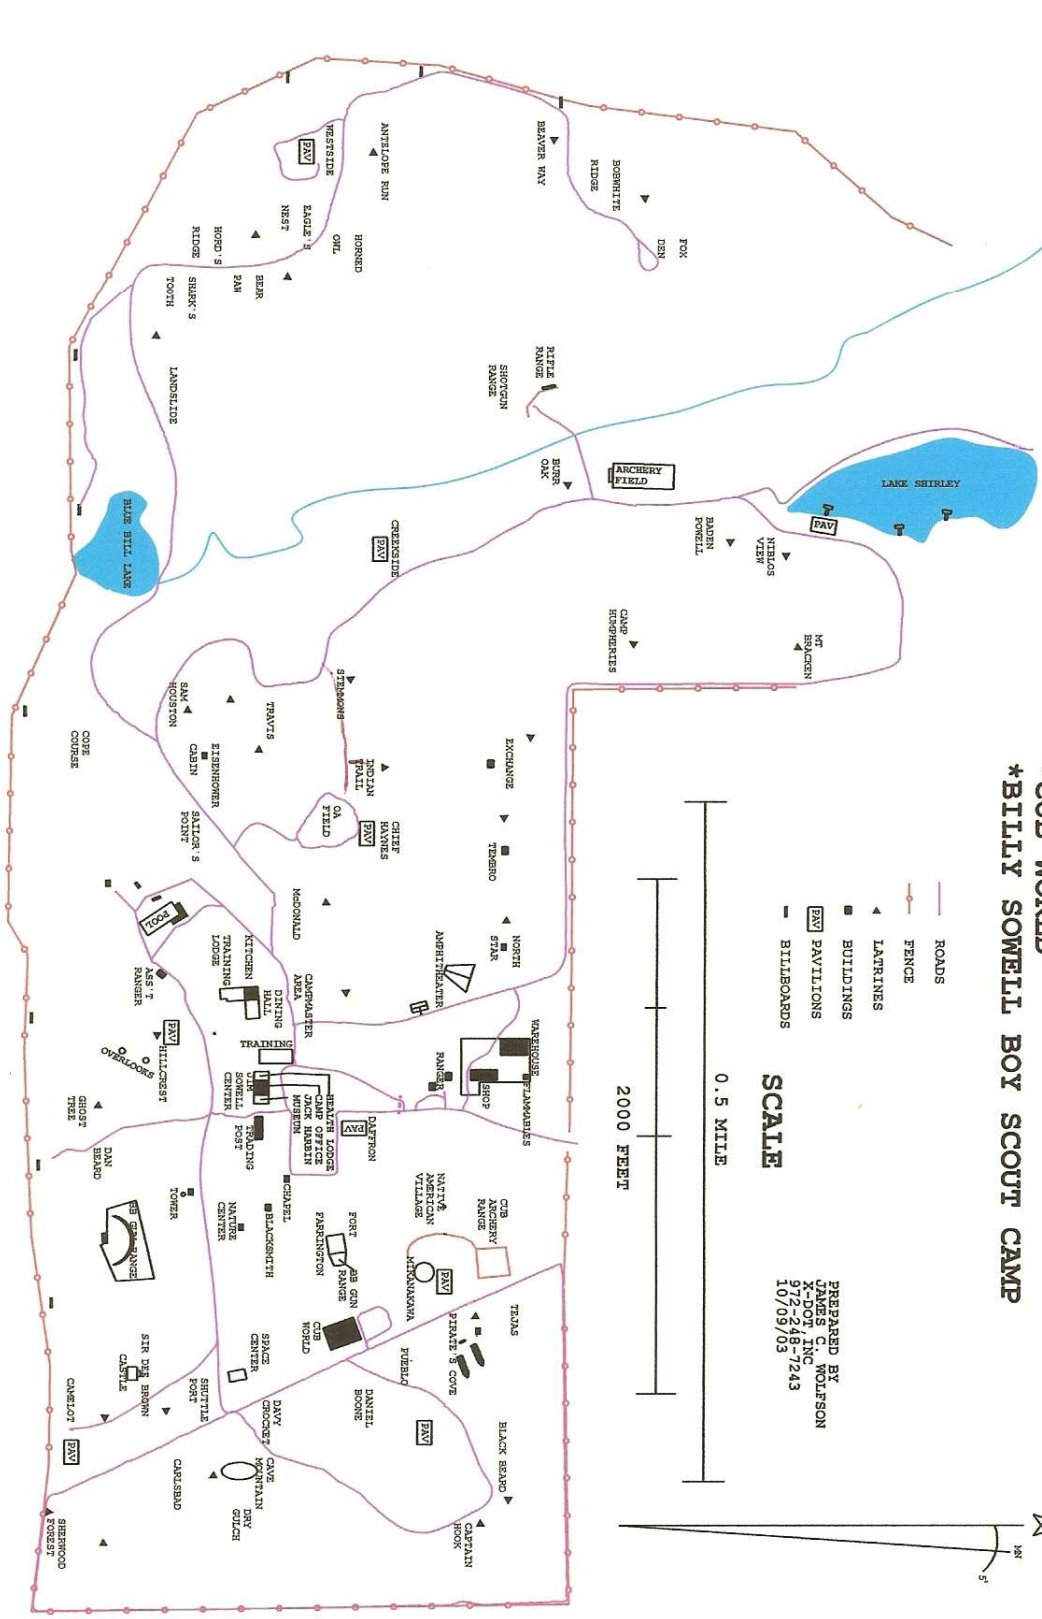 *BILLY SOWELL BOY SCOUT CAMP
ROADS
FENCE
LATRINES
BUILDINGS
PAV
PAVILIONS
BILLBOARDS
SCALE
0.5 MILE
2000 FEET
PREPARED BY
JAMES C. WOLFSON
X-DOT, INC
972-248-7243
10/09/03
MN
5°
LAKE SHIRLEY
PAV
NIBLOS
VIEW
BADEN
POWELL
MT
BRACKEN
CAMP
HUMPHERIES
ARCHERY
FIELD
BURR
OAK
RIFLE
RANGE
SHOTGUN
RANGE
FOX
DEN
BOBWHITE
RIDGE
BEAVER WAY
ANTELOPE RUN
WESTSIDE
PAV
HORNED
OWL
EAGLE'S
NEST
BEAR
PAW
HORD'S
RIDGE
SHARK'S
TOOTH
LANDSLIDE
BLUE BILL LAKE
CREEKSIDE
PAV
STEMMONS
INDIAN
TRAIL
TRAVIS
SAM
HOUSTON
EISENHOWER
CABIN
COPE
COURSE
SAILOR'S
POINT
OA
FIELD
CHIEF
HAYNES
PAV
EXCHANGE
TEMBRO
NORTH
STAR
AMPHITHEATER
McDONALD
CAMPMASTER
AREA
POOL
KITCHEN
TRAINING
LODGE
DINING
HALL
ASS'T
RANGER
TRAINING
WAREHOUSE
FLAMMABLES
SHOP
RANGER
HEALTH LODGE
CAMP OFFICE
JACK HARBIN
MUSEUM
JIM
SOWELL
CENTER
DAFFRON
PAV
TRADING
POST
PAV
HILLCREST
OVERLOOKS
GHOST
TREE
DAN
BEARD
TOWER
BB GUN RANGE
CHAPEL
BLACKSMITH
NATURE
CENTER
NATIVE
AMERICAN
VILLAGE
CUB
ARCHERY
RANGE
FORT
FARRINGTON
BB GUN
RANGE
MIKANAKAWA
PAV
CUB
WORLD
TEJAS
PIRATE'S COVE
PUEBLO
DANIEL
BOONE
PAV
SPACE
CENTER
SHUTTLE
PORT
SIR DEE BROWN
CASTLE
CAMELOT
PAV
DAVY
CROCKET
CAVE
MOUNTAIN
CARLSBAD
DRY
GULCH
BLACK BEARD
CAPTAIN
HOOK
SHERWOOD
FOREST